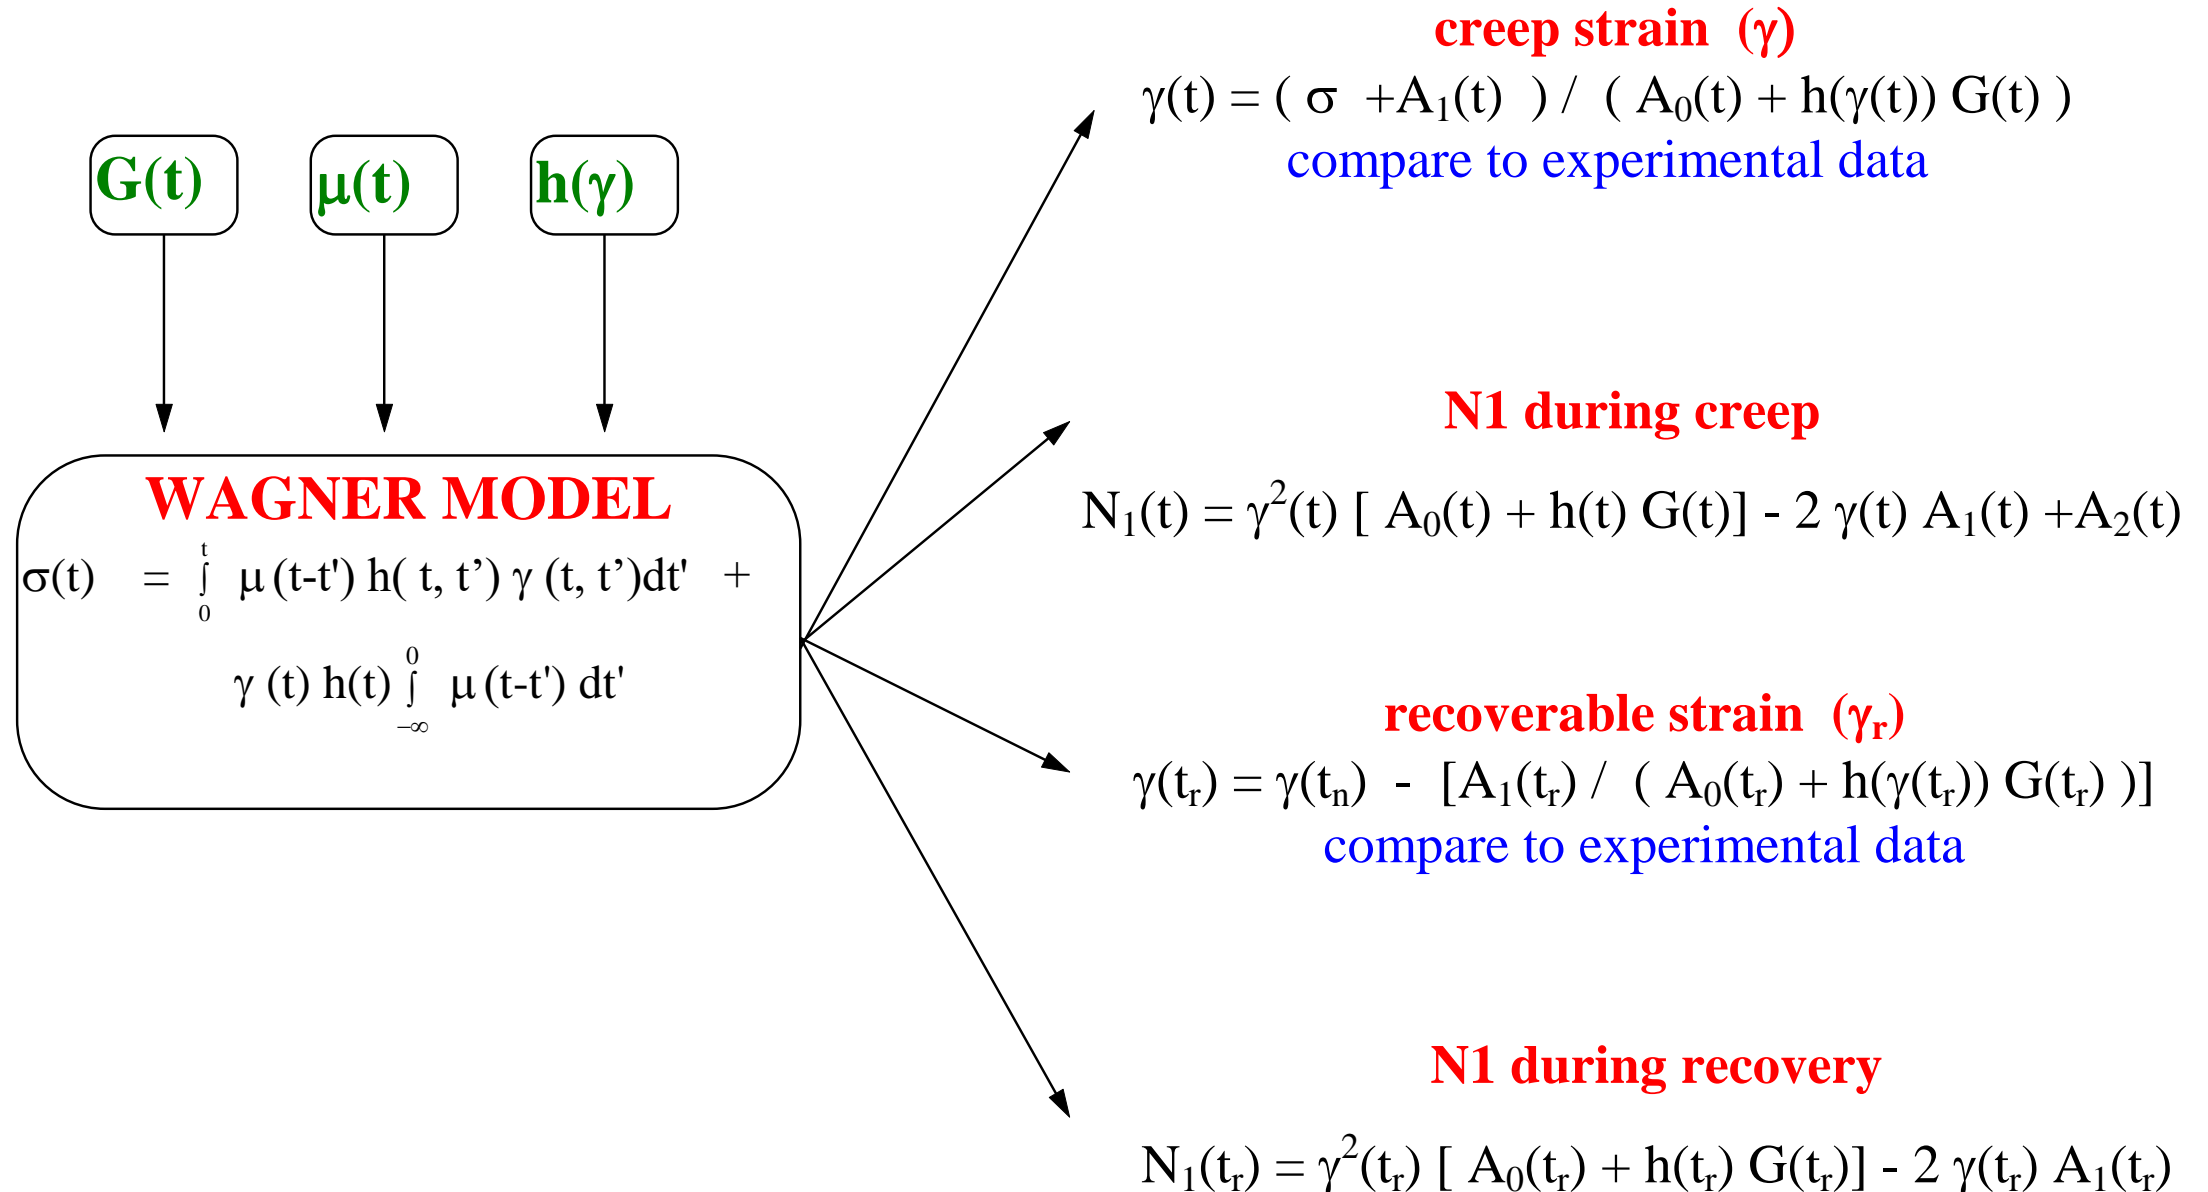 G(t)
μ(t)
h(γ)
WAGNER MODEL
σ(t) = ∫₀ᵗ μ(t-t') h( t, t’) γ (t, t’)dt' +
γ (t) h(t) ∫₋∞⁰ μ(t-t') dt'
creep strain (γ)
γ(t) = ( σ +A₁(t) ) / ( A₀(t) + h(γ(t)) G(t) )
compare to experimental data
N1 during creep
N₁(t) = γ²(t) [ A₀(t) + h(t) G(t)] - 2 γ(t) A₁(t) +A₂(t)
recoverable strain (γᵣ)
γ(tᵣ) = γ(tₙ) - [A₁(tᵣ) / ( A₀(tᵣ) + h(γ(tᵣ)) G(tᵣ) )]
compare to experimental data
N1 during recovery
N₁(tᵣ) = γ²(tᵣ) [ A₀(tᵣ) + h(tᵣ) G(tᵣ)] - 2 γ(tᵣ) A₁(tᵣ)